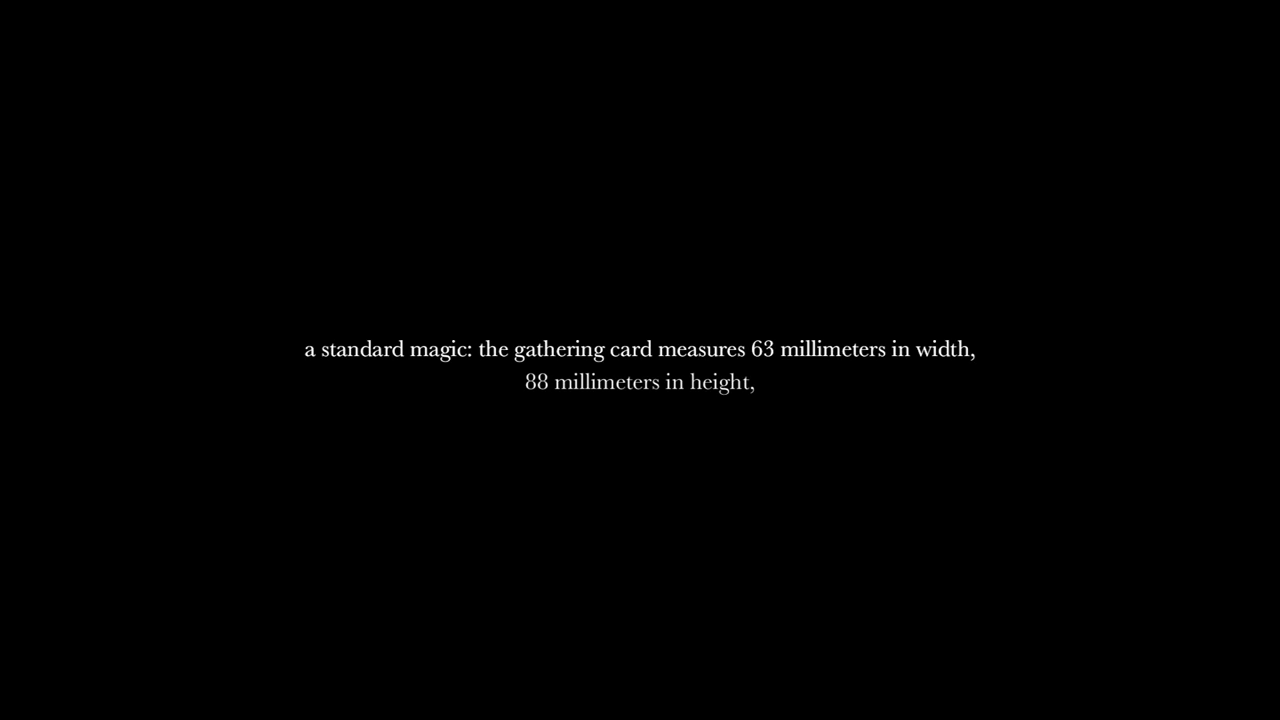 a standard magic: the gathering card measures 63 millimeters in width,
88 millimeters in height,